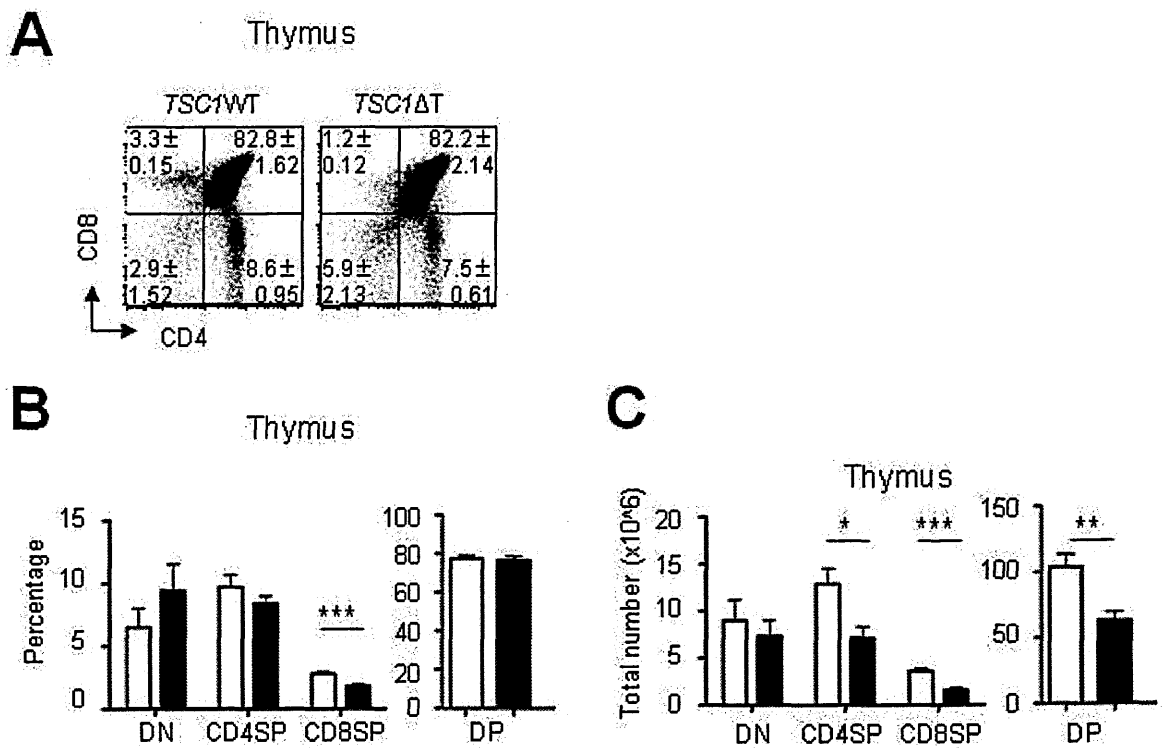 A
Thymus
TSC1WT
TSC1ΔT
3.3± 82.8±
0.15 1.62
1.2± 82.2±
0.12 2.14
CD8
2.9± 8.6±
1.52 0.95
5.9± 7.5±
2.13 0.61
CD4
B
Thymus
Percentage
15
10
5
0
***
DN CD4SP CD8SP
100
80
60
40
20
0
DP
C
Thymus
Total number (x10^6)
20
15
10
5
0
* ***
DN CD4SP CD8SP
150
100
50
0
**
DP